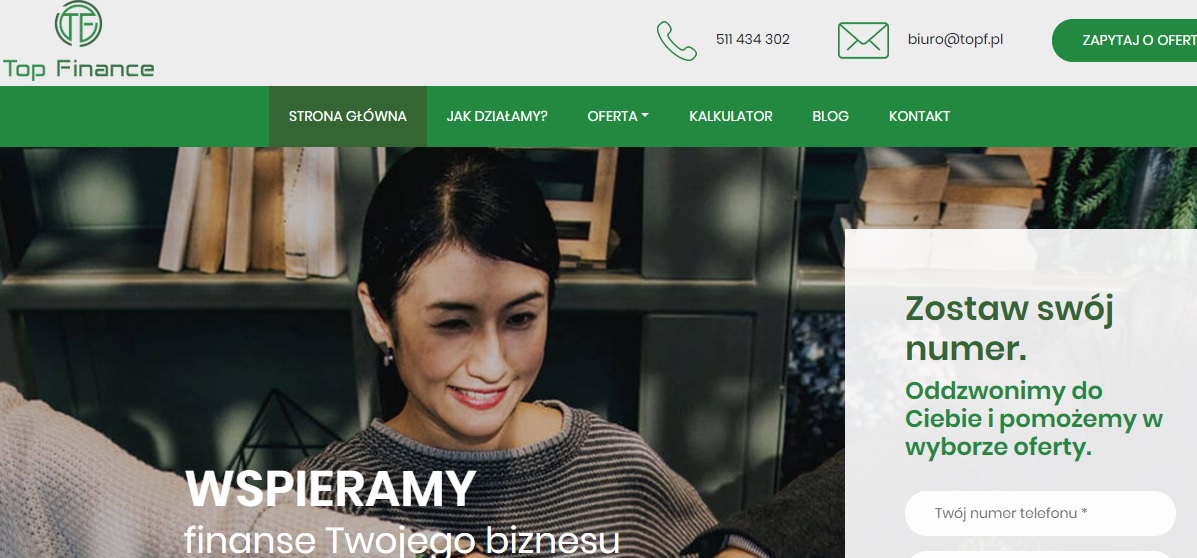 TF
Top Finance
511 434 302
biuro@topf.pl
ZAPYTAJ O OFERT
STRONA GŁÓWNA
JAK DZIAŁAMY?
OFERTA
KALKULATOR
BLOG
KONTAKT
Zostaw swój
numer.
Oddzwonimy do
Ciebie i pomożemy w
wyborze oferty.
Twój numer telefonu *
WSPIERAMY
finanse Twojego biznesu